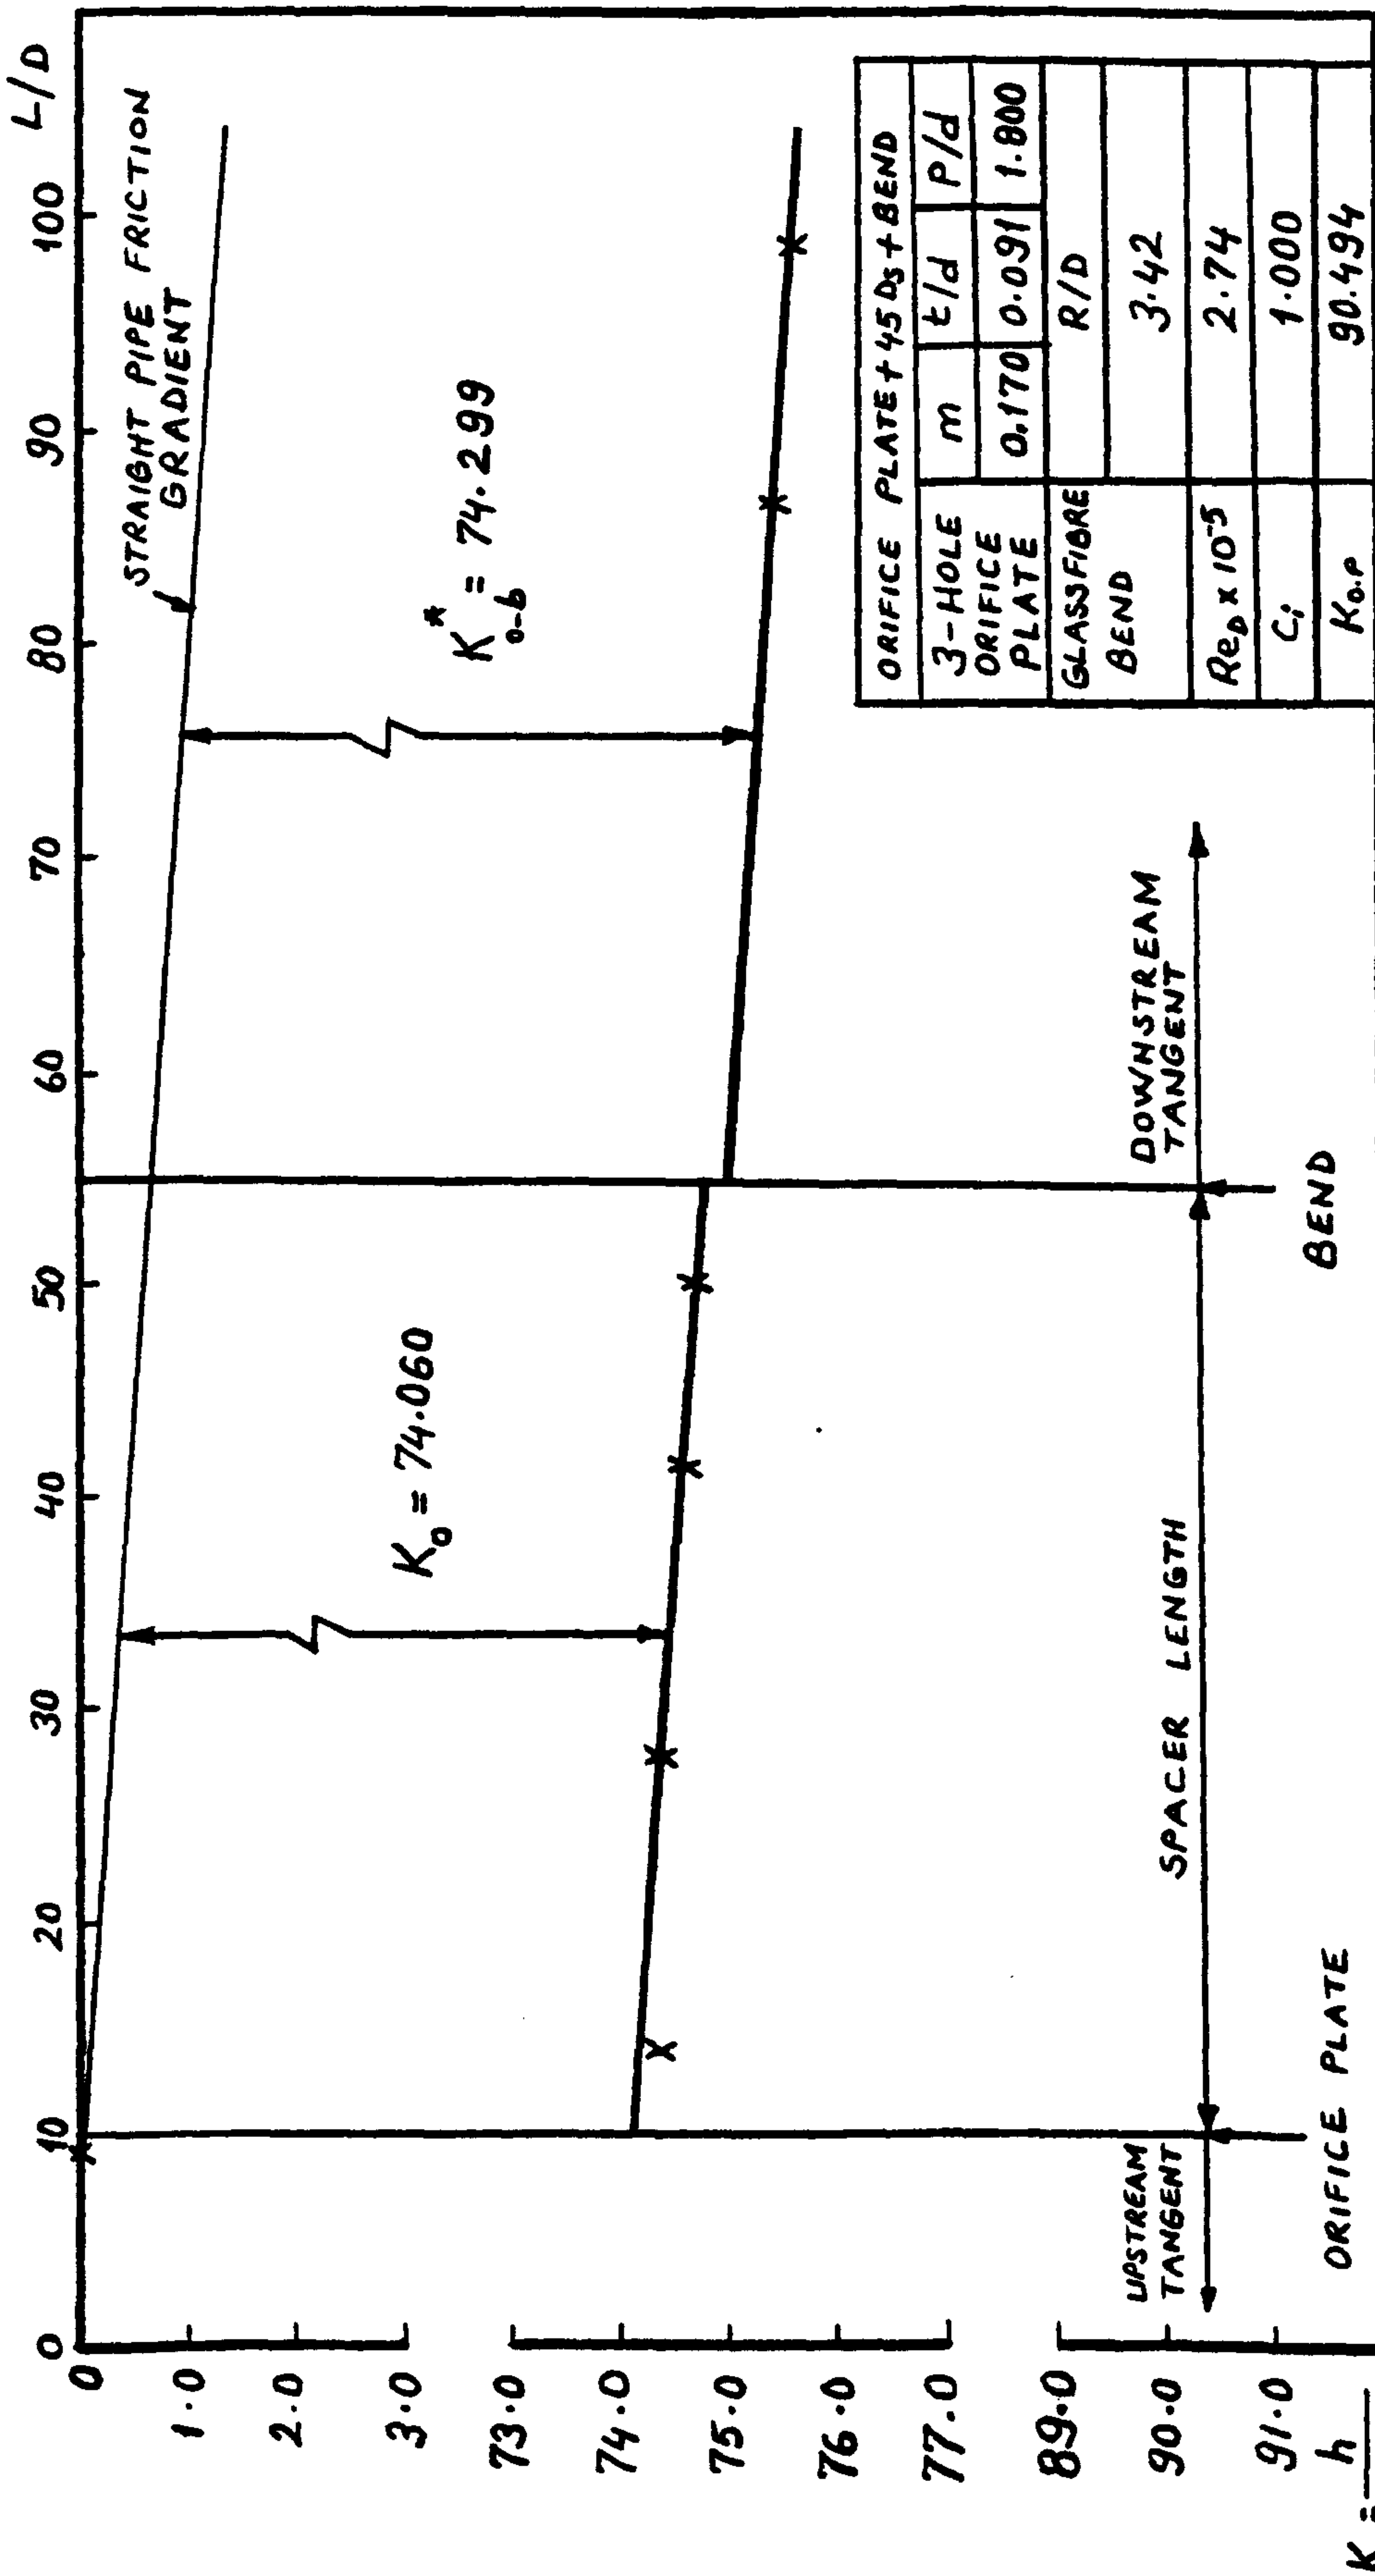 L/D
0 10 20 30 40 50 60 70 80 90 100
0
1.0
2.0
3.0
73.0
74.0
75.0
76.0
77.0
89.0
90.0
91.0
K = h
STRAIGHT PIPE FRICTION
GRADIENT
K₀ = 74.060
K*₀₋b = 74.299
UPSTREAM
TANGENT
SPACER LENGTH
DOWNSTREAM
TANGENT
ORIFICE PLATE
BEND
ORIFICE PLATE + 45 Ds + BEND
3-HOLE
ORIFICE
PLATE
m t/d P/d
0.170 0.091 1.800
GLASSFIBRE
BEND
R/D
3.42
Re_D x 10⁻⁵ 2.74
Ci 1.000
Ko.P 90.494